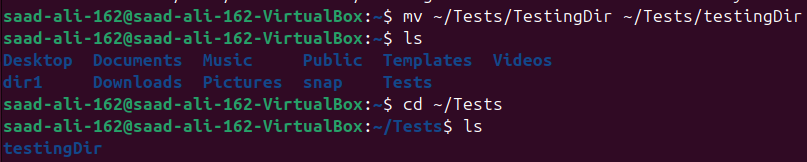 saad-ali-162@saad-ali-162-VirtualBox:~$ mv ~/Tests/TestingDir ~/Tests/testingDir
saad-ali-162@saad-ali-162-VirtualBox:~$ ls
Desktop  Documents  Music     Public  Templates  Videos
dir1     Downloads  Pictures  snap    Tests
saad-ali-162@saad-ali-162-VirtualBox:~$ cd ~/Tests
saad-ali-162@saad-ali-162-VirtualBox:~/Tests$ ls
testingDir